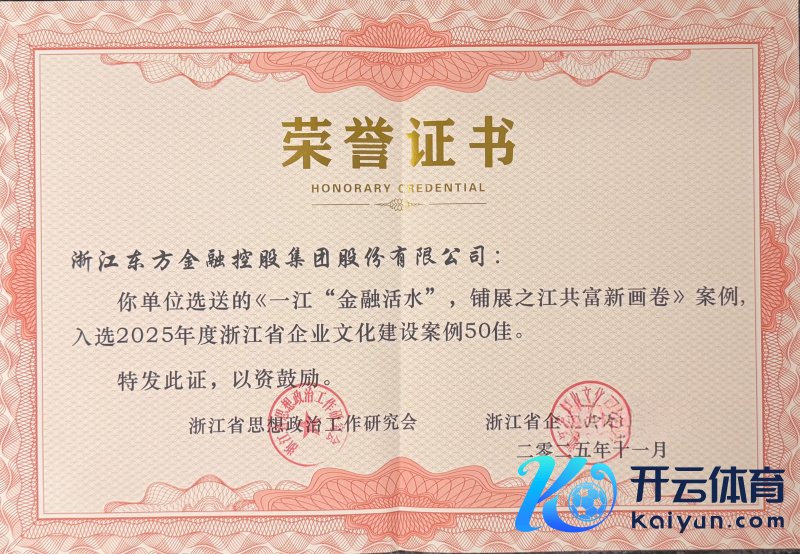 荣誉证书
HONORARY CREDENTIAL
浙江东方金融控股集团股份有限公司：
你单位选送的《一江“金融活水”，铺展之江共富新画卷》案例，
入选2025年度浙江省企业文化建设案例50佳。
特发此证，以资鼓励。
浙江省思想政治工作研究会 浙江省企
二〇二五年十一月
开云体育
kaiyun.com